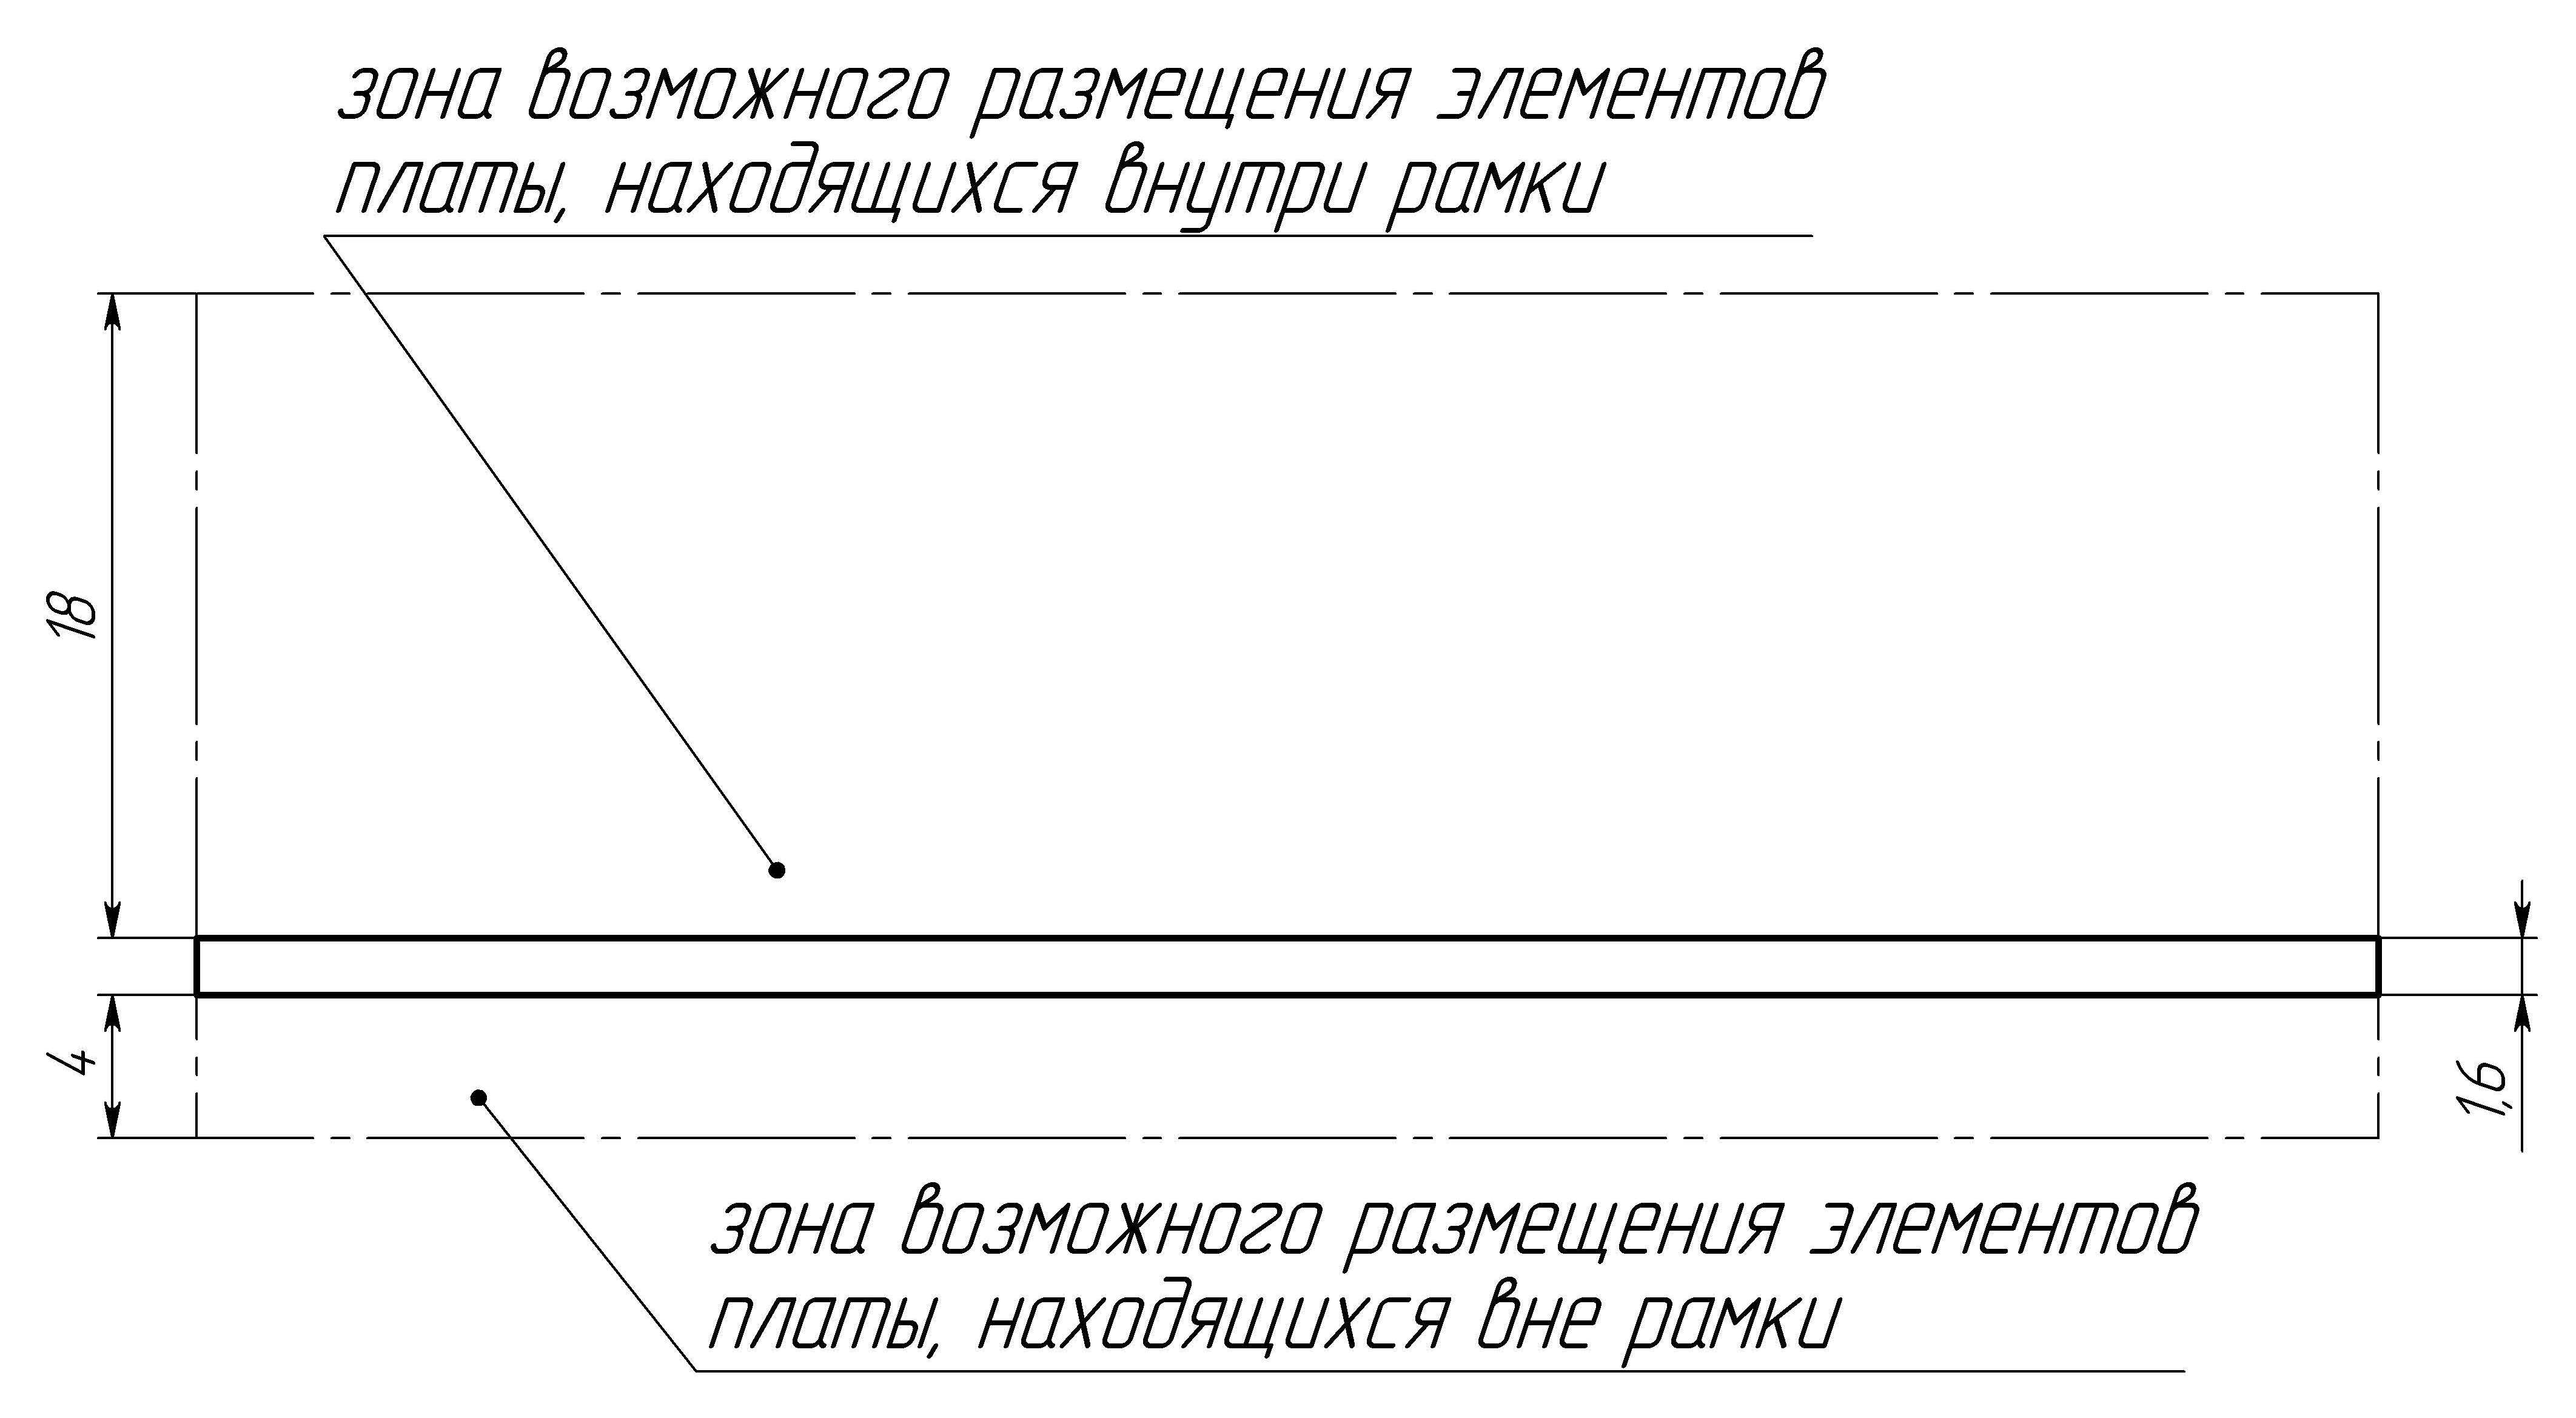 зона возможного размещения элементов
платы, находящихся внутри рамки
18
4
1,6
зона возможного размещения элементов
платы, находящихся вне рамки